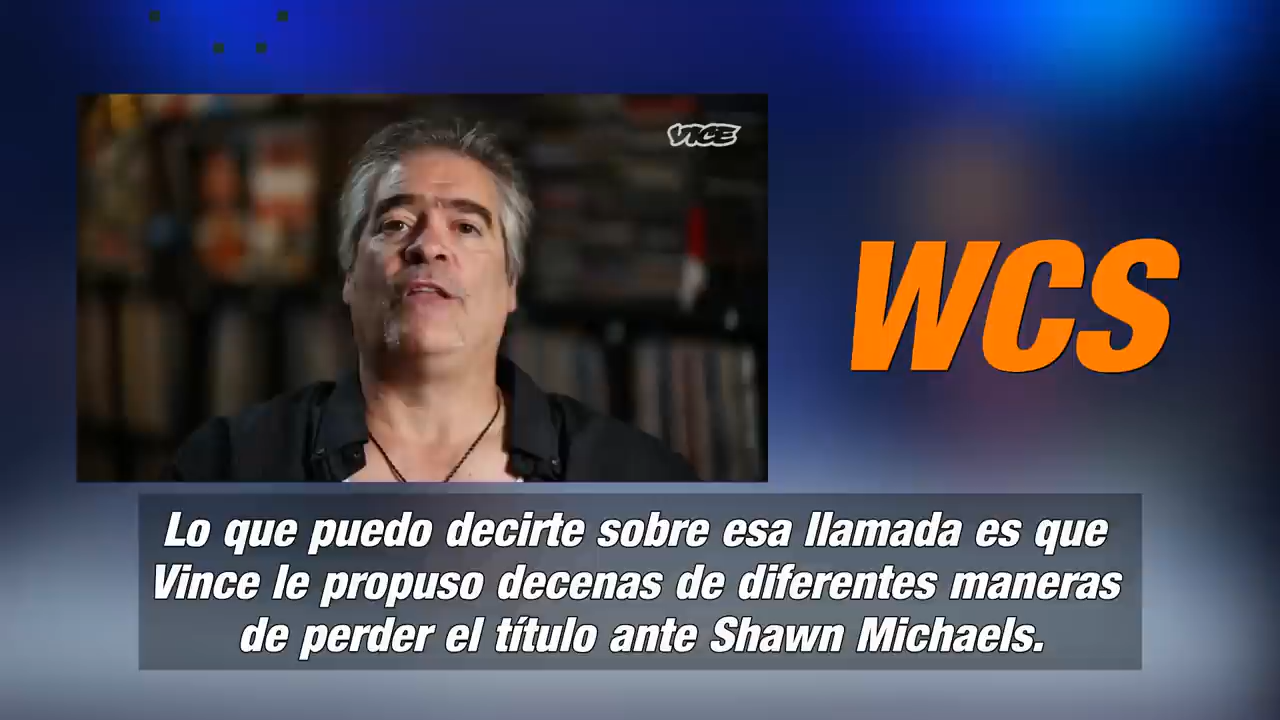 VICE
WCS
Lo que puedo decirte sobre esa llamada es que
Vince le propuso decenas de diferentes maneras
de perder el título ante Shawn Michaels.